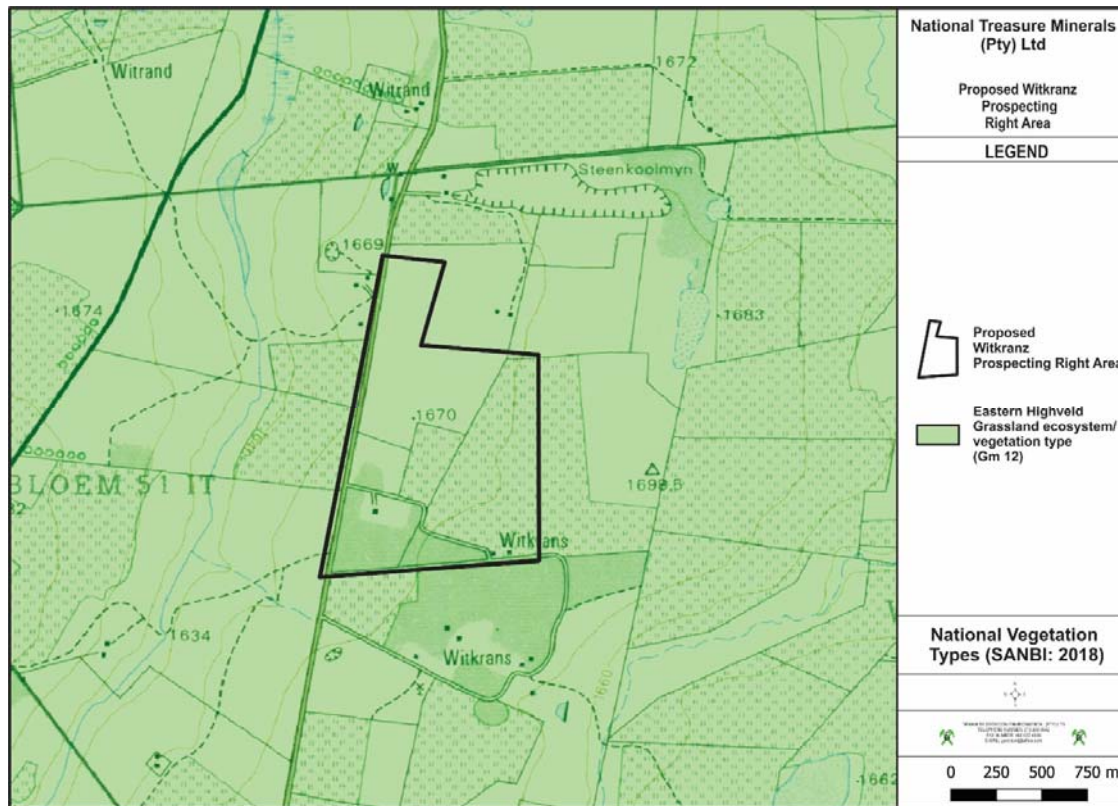 Witrand
Witrand
1672
Steenkoolmyn
1669
1674
1683
1670
1698,5
BLOEM 51 IT
Witkrans
1634
Witkrans
1660
1662
National Treasure Minerals
(Pty) Ltd
Proposed Witkranz
Prospecting
Right Area
LEGEND
Proposed
Witkranz
Prospecting Right Area
Eastern Highveld
Grassland ecosystem/
vegetation type
(Gm 12)
National Vegetation
Types (SANBI: 2018)
0 250 500 750 m